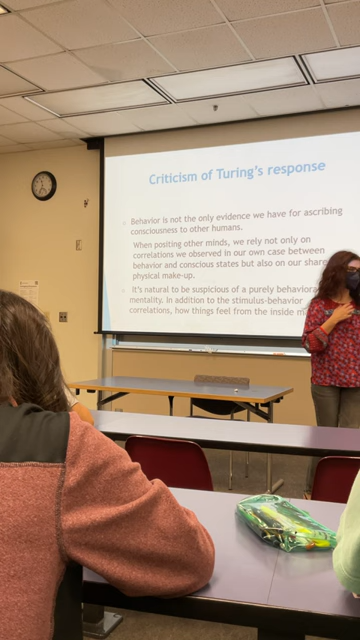 Criticism of Turing's response
Behavior is not the only evidence we have for ascribing
consciousness to other humans.
When positing other minds, we rely not only on
correlations we observed in our own case between
behavior and conscious states but also on our
physical make-up.
It's natural to be suspicious of a purely
mentality. In addition to the stimulus-behavior
correlations, how things feel from the inside